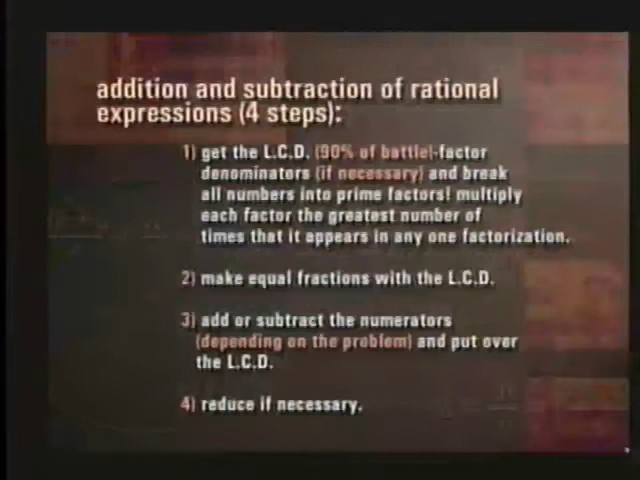 addition and subtraction of rational
expressions (4 steps):
1) get the L.C.D. (90% of battle)-factor
denominators (if necessary) and break
all numbers into prime factors! multiply
each factor the greatest number of
times that it appears in any one factorization.
2) make equal fractions with the L.C.D.
3) add or subtract the numerators
(depending on the problem) and put over
the L.C.D.
4) reduce if necessary.